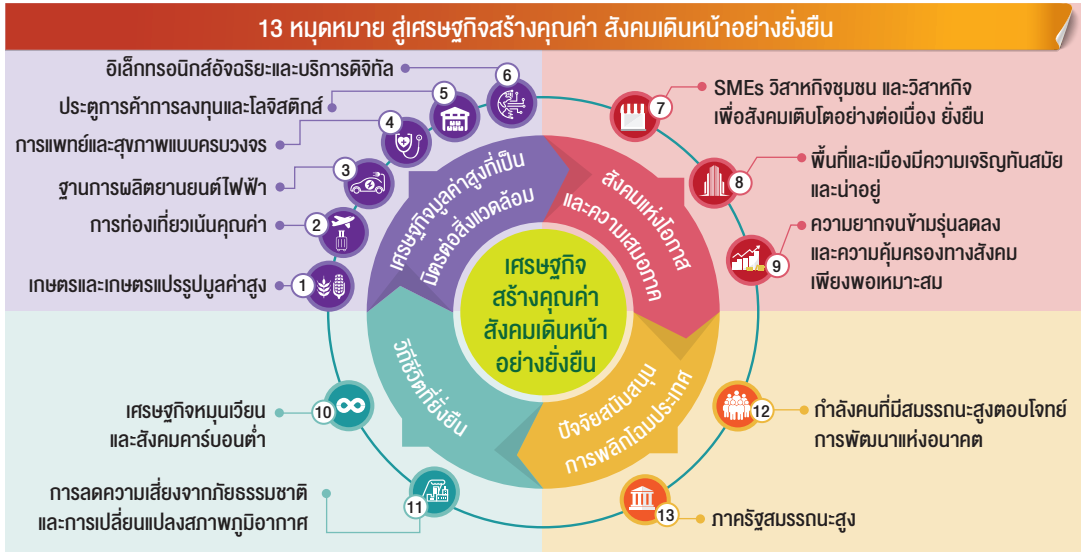 13 หมุดหมาย สู่เศรษฐกิจสร้างคุณค่า สังคมเดินหน้าอย่างยั่งยืน
อิเล็กทรอนิกส์อัจฉริยะและบริการดิจิทัล
6
ประตูการค้าการลงทุนและโลจิสติกส์
5
การแพทย์และสุขภาพแบบครบวงจร
4
ฐานการผลิตยานยนต์ไฟฟ้า
3
การท่องเที่ยวเน้นคุณค่า
2
เกษตรและเกษตรแปรรูปมูลค่าสูง
1
เศรษฐกิจมูลค่าสูงที่เป็น
มิตรต่อสิ่งแวดล้อม
สังคมแห่งโอกาส
และความเสมอภาค
7
SMEs วิสาหกิจชุมชน และวิสาหกิจ
เพื่อสังคมเติบโตอย่างต่อเนื่อง ยั่งยืน
8
พื้นที่และเมืองมีความเจริญทันสมัย
และน่าอยู่
9
ความยากจนข้ามรุ่นลดลง
และความคุ้มครองทางสังคม
เพียงพอเหมาะสม
เศรษฐกิจ
สร้างคุณค่า
สังคมเดินหน้า
อย่างยั่งยืน
วิถีชีวิตที่ยั่งยืน
ปัจจัยสนับสนุน
การพลิกโฉมประเทศ
เศรษฐกิจหมุนเวียน
และสังคมคาร์บอนต่ำ
10
การลดความเสี่ยงจากภัยธรรมชาติ
และการเปลี่ยนแปลงสภาพภูมิอากาศ
11
12
กำลังคนที่มีสมรรถนะสูงตอบโจทย์
การพัฒนาแห่งอนาคต
13
ภาครัฐสมรรถนะสูง